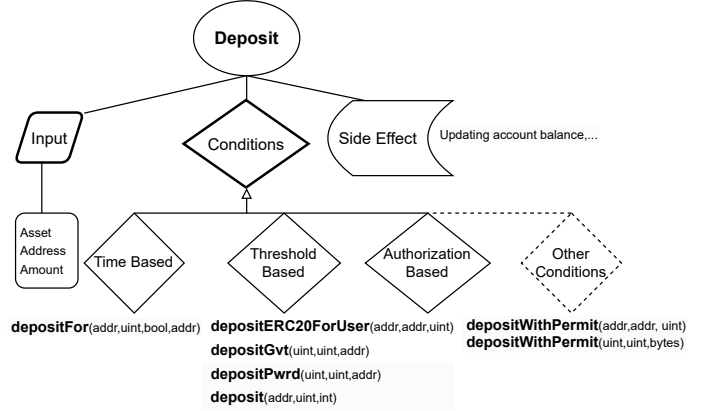 Deposit
Input
Conditions
Side Effect
Updating account balance,...
Asset
Address
Amount
Time Based
Threshold
Based
Authorization
Based
Other
Conditions
depositFor(addr,uint,bool,addr)
depositERC20ForUser(addr,addr,uint)
depositGvt(uint,uint,addr)
depositPwrd(uint,uint,addr)
deposit(addr,uint,int)
depositWithPermit(addr,addr, uint)
depositWithPermit(uint,uint,bytes)